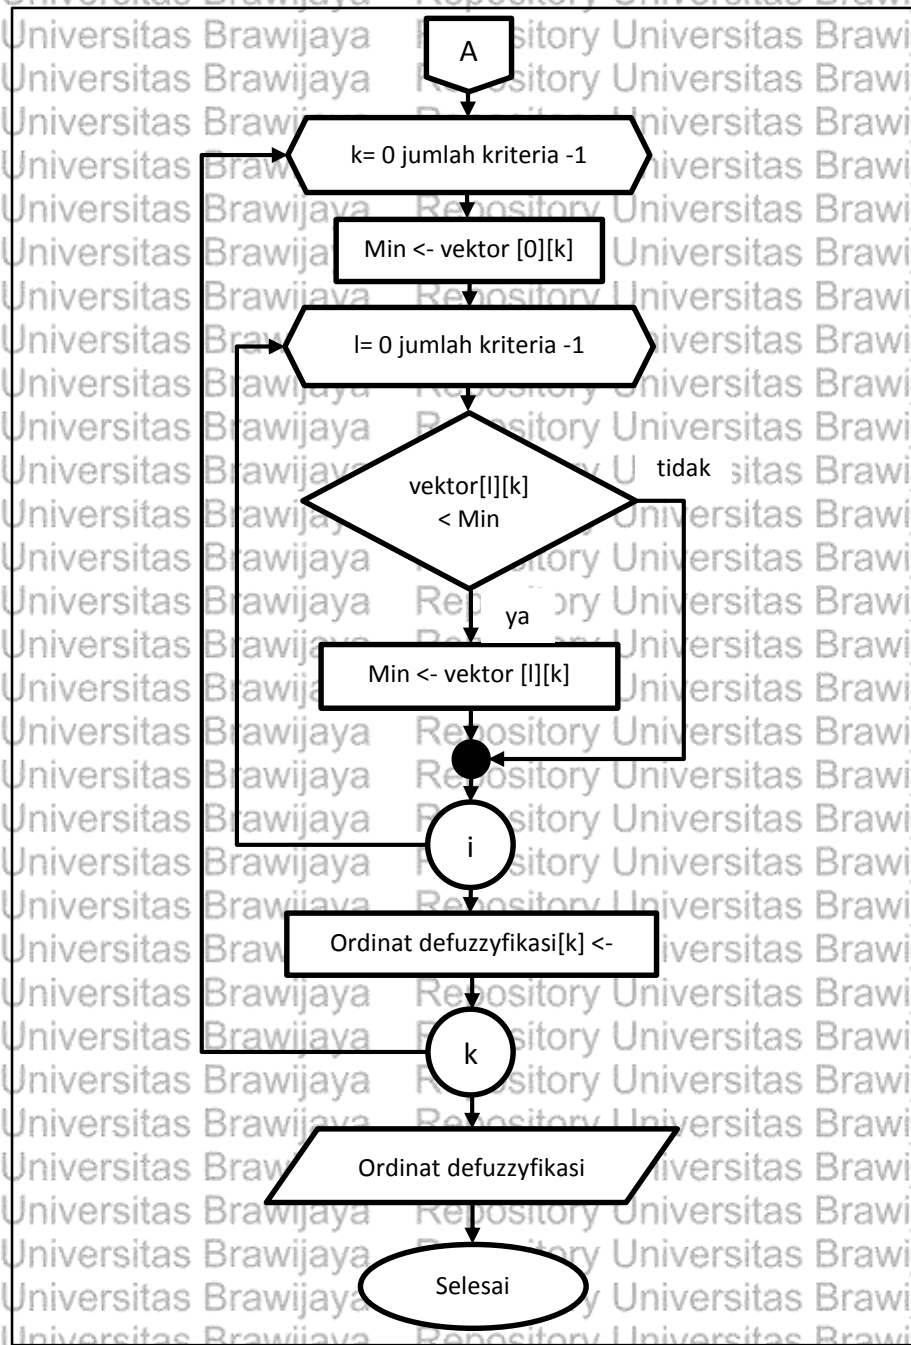 A
k= 0 jumlah kriteria -1
Min <- vektor [0][k]
l= 0 jumlah kriteria -1
tidak
vektor[l][k]
< Min
ya
Min <- vektor [l][k]
i
Ordinat defuzzyfikasi[k] <-
k
Ordinat defuzzyfikasi
Selesai